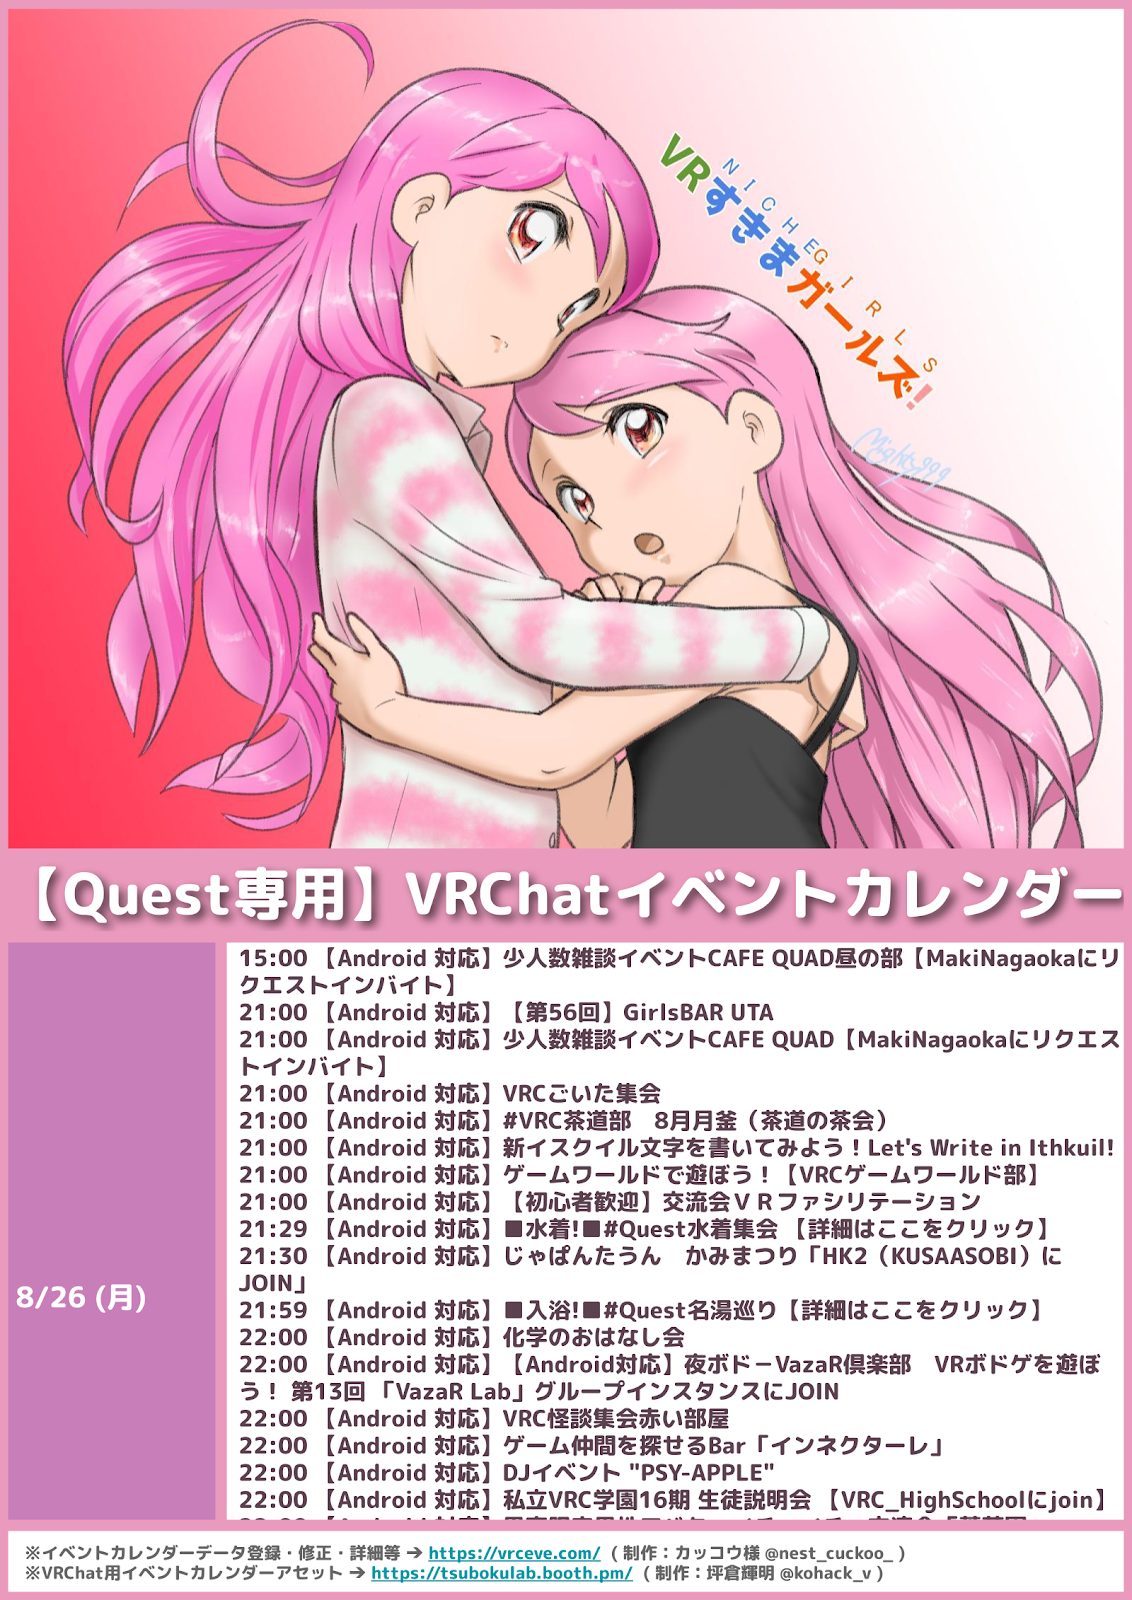 NICHEGIRLS
VRすきまガールズ!
Mighty999
【Quest専用】VRChatイベントカレンダー
8/26 (月)
15:00 【Android 対応】少人数雑談イベントCAFE QUAD昼の部【MakiNagaokaにリ
クエストインバイト】
21:00 【Android 対応】【第56回】GirlsBAR UTA
21:00 【Android 対応】少人数雑談イベントCAFE QUAD【MakiNagaokaにリクエス
トインバイト】
21:00 【Android 対応】VRCごいた集会
21:00 【Android 対応】#VRC茶道部　8月月釜（茶道の茶会）
21:00 【Android 対応】新イスクイル文字を書いてみよう！Let's Write in Ithkuil!
21:00 【Android 対応】ゲームワールドで遊ぼう！【VRCゲームワールド部】
21:00 【Android 対応】【初心者歓迎】交流会ＶＲファシリテーション
21:29 【Android 対応】■水着!■#Quest水着集会 【詳細はここをクリック】
21:30 【Android 対応】じゃぱんたうん　かみまつり「HK2（KUSAASOBI）に
JOIN」
21:59 【Android 対応】■入浴!■#Quest名湯巡り【詳細はここをクリック】
22:00 【Android 対応】化学のおはなし会
22:00 【Android 対応】【Android対応】夜ボド－VazaR倶楽部　VRボドゲを遊ぼ
う！ 第13回 「VazaR Lab」グループインスタンスにJOIN
22:00 【Android 対応】VRC怪談集会赤い部屋
22:00 【Android 対応】ゲーム仲間を探せるBar「インネクターレ」
22:00 【Android 対応】DJイベント "PSY-APPLE"
22:00 【Android 対応】私立VRC学園16期 生徒説明会 【VRC_HighSchoolにjoin】
※イベントカレンダーデータ登録・修正・詳細等 ➔ https://vrceve.com/ ( 制作：カッコウ様 @nest_cuckoo_ )
※VRChat用イベントカレンダーアセット ➔ https://tsubokulab.booth.pm/ ( 制作：坪倉輝明 @kohack_v )